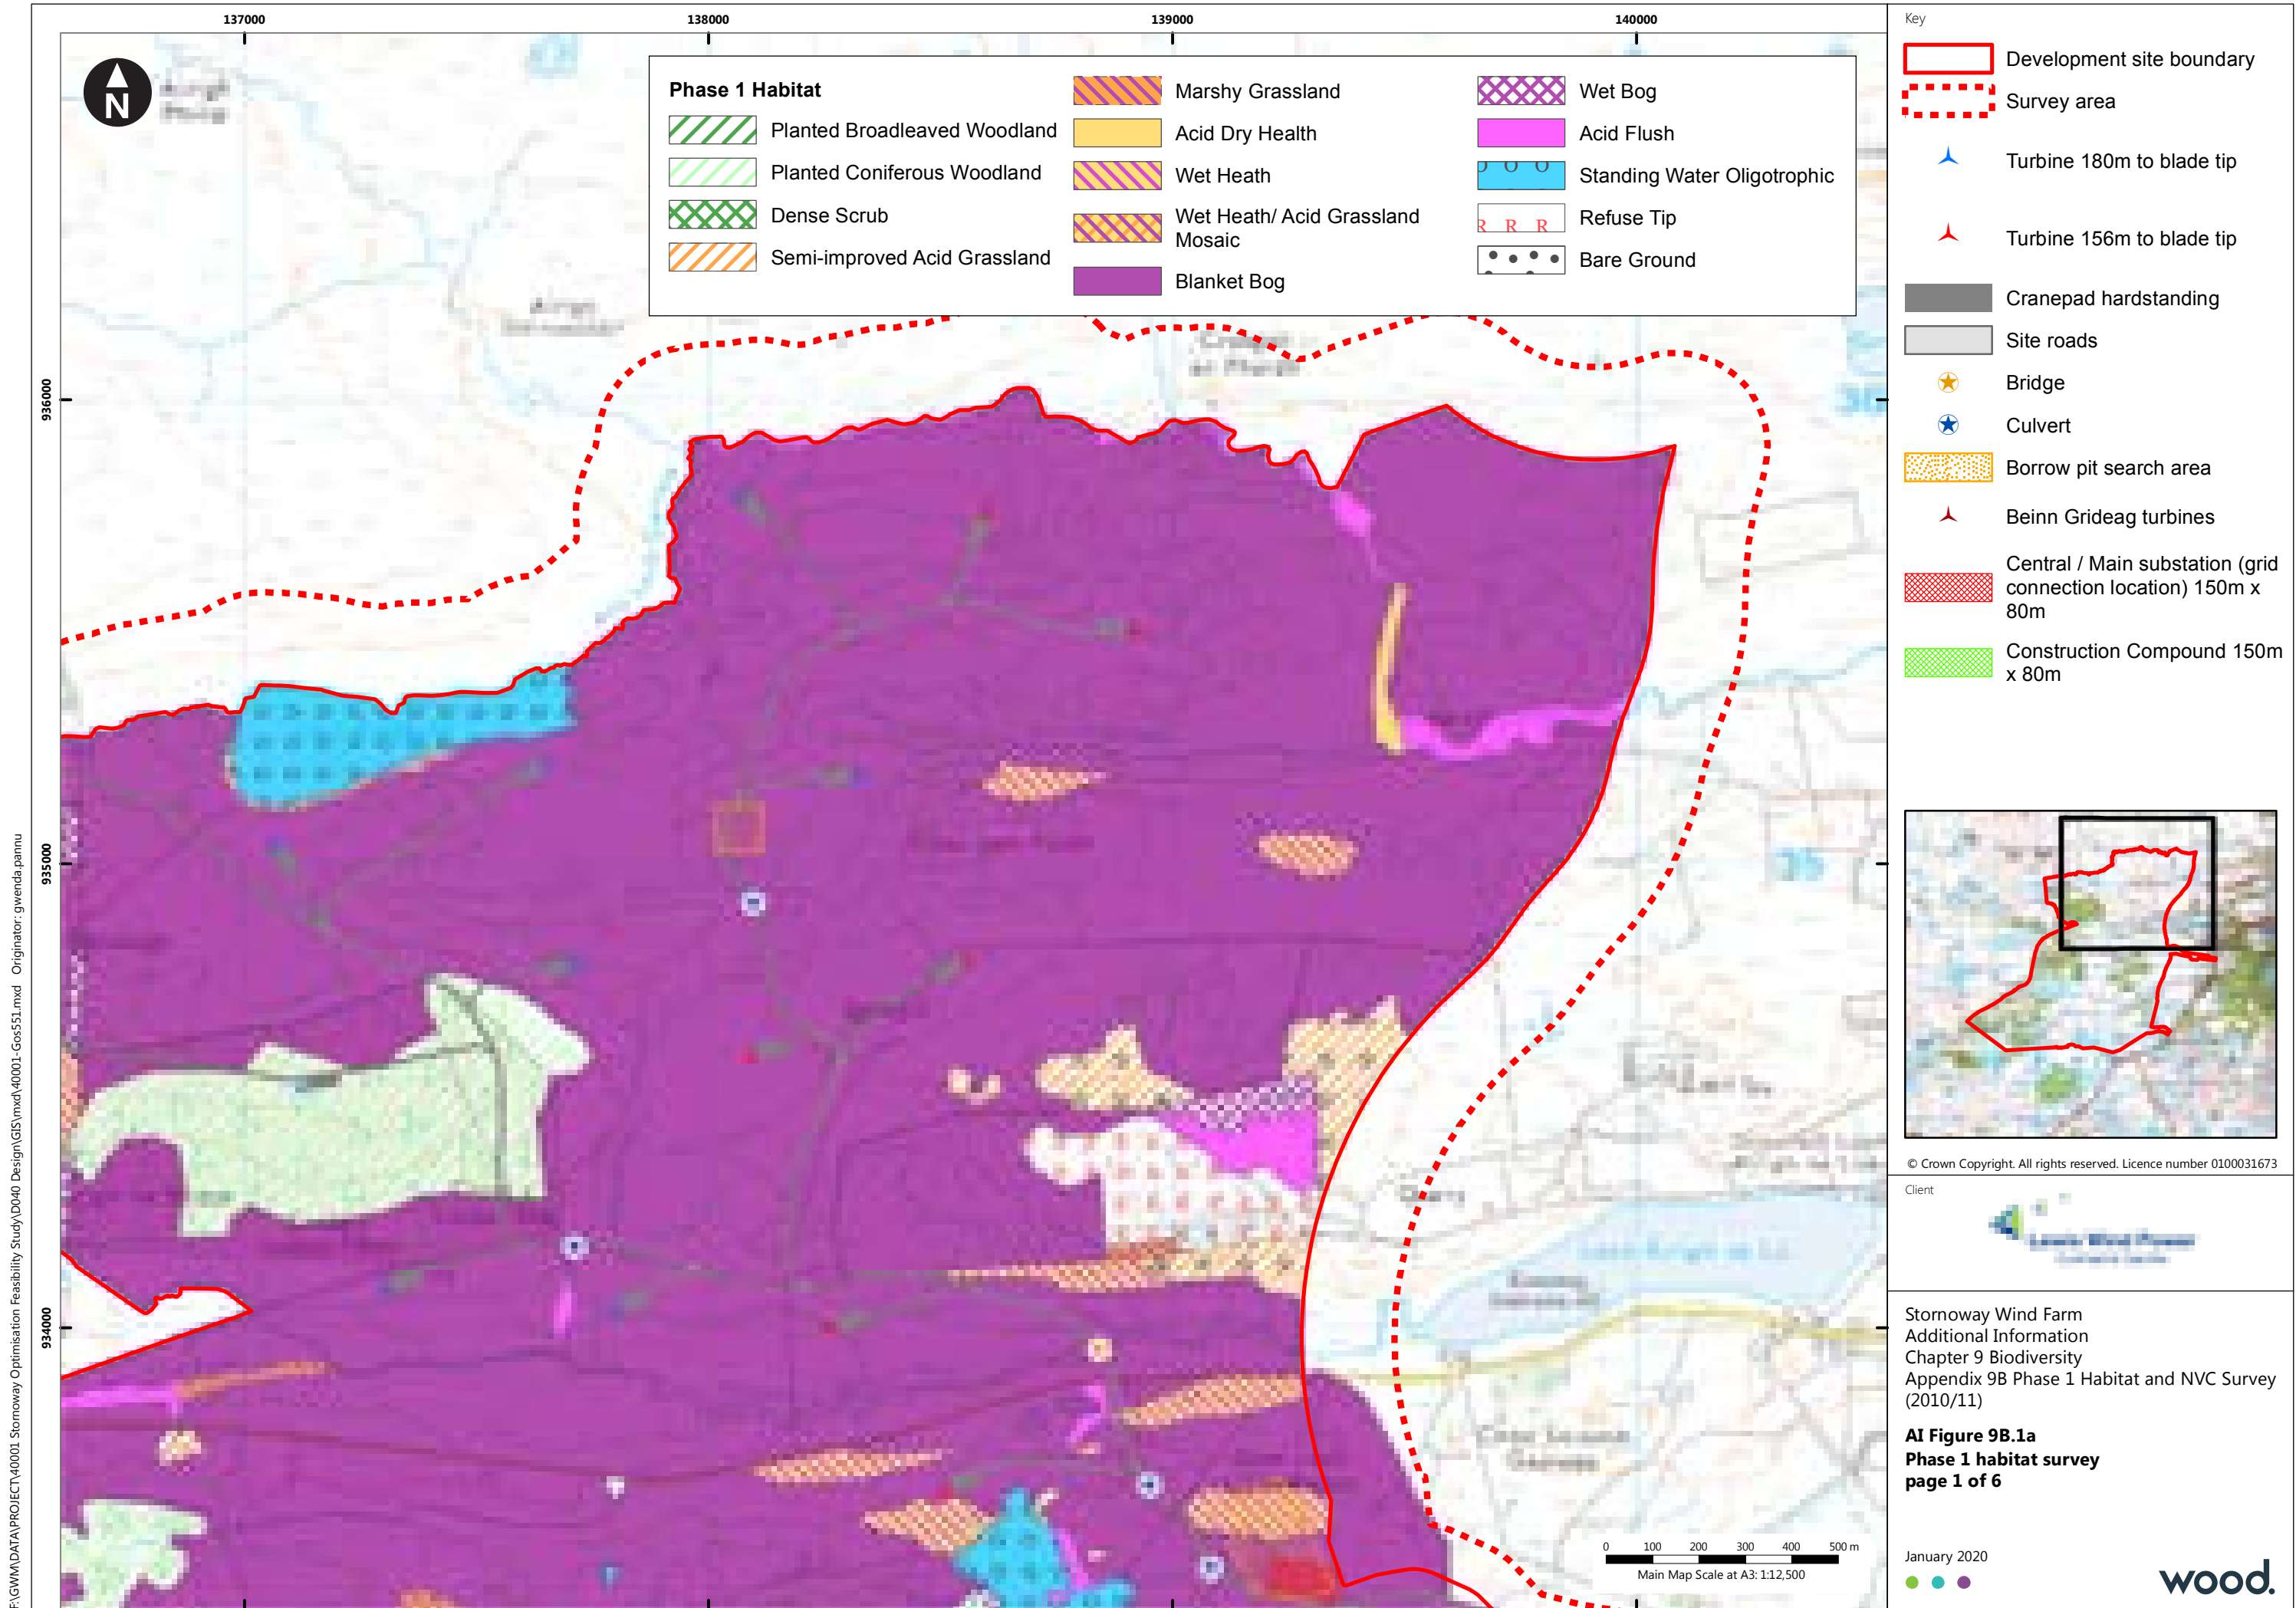 137000
138000
139000
140000
936000
935000
934000
N
Phase 1 Habitat
Planted Broadleaved Woodland
Planted Coniferous Woodland
Dense Scrub
Semi-improved Acid Grassland
Marshy Grassland
Acid Dry Health
Wet Heath
Wet Heath/ Acid Grassland
Mosaic
Blanket Bog
Wet Bog
Acid Flush
Standing Water Oligotrophic
R R R
Refuse Tip
Bare Ground
Key
Development site boundary
Survey area
Turbine 180m to blade tip
Turbine 156m to blade tip
Cranepad hardstanding
Site roads
Bridge
Culvert
Borrow pit search area
Beinn Grideag turbines
Central / Main substation (grid
connection location) 150m x
80m
Construction Compound 150m
x 80m
© Crown Copyright. All rights reserved. Licence number 0100031673
Client
Lewis Wind Power
Stornoway Wind Farm
Additional Information
Chapter 9 Biodiversity
Appendix 9B Phase 1 Habitat and NVC Survey
(2010/11)
AI Figure 9B.1a
Phase 1 habitat survey
page 1 of 6
January 2020
wood.
0 100 200 300 400 500 m
Main Map Scale at A3: 1:12,500
F:\GWM\DATA\PROJECT\40001 Stornoway Optimisation Feasibility Study\D040 Design\GIS\mxd\40001-Gos551.mxd Originator: gwenda.pannu